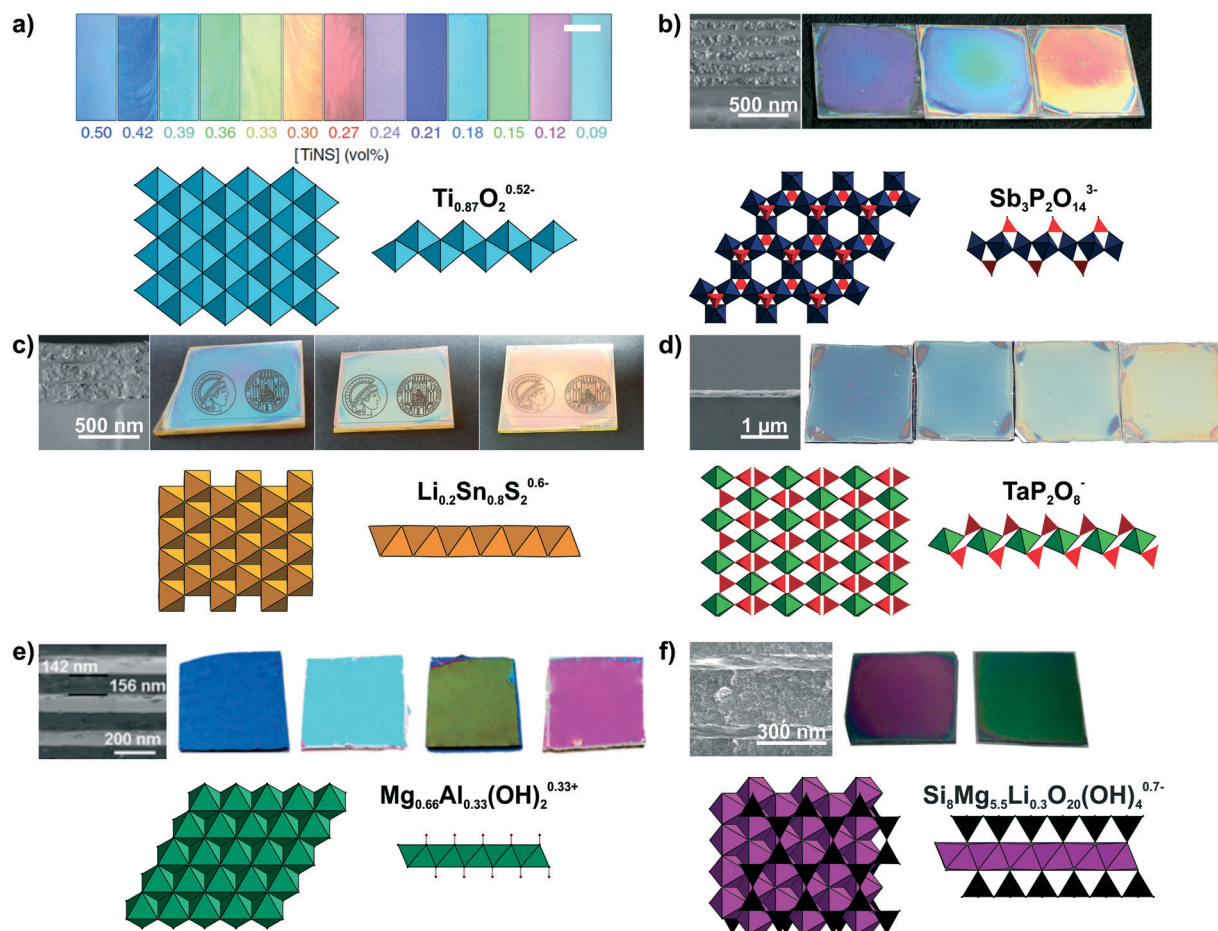 a)
0.50 0.42 0.39 0.36 0.33 0.30 0.27 0.24 0.21 0.18 0.15 0.12 0.09
[TiNS] (vol%)
Ti0.87O2^0.52-
b)
500 nm
Sb3P2O14^3-
c)
500 nm
Li0.2Sn0.8S2^0.6-
d)
1 µm
TaP2O8^-
e)
142 nm
156 nm
200 nm
Mg0.66Al0.33(OH)2^0.33+
f)
300 nm
Si8Mg5.5Li0.3O20(OH)4^0.7-